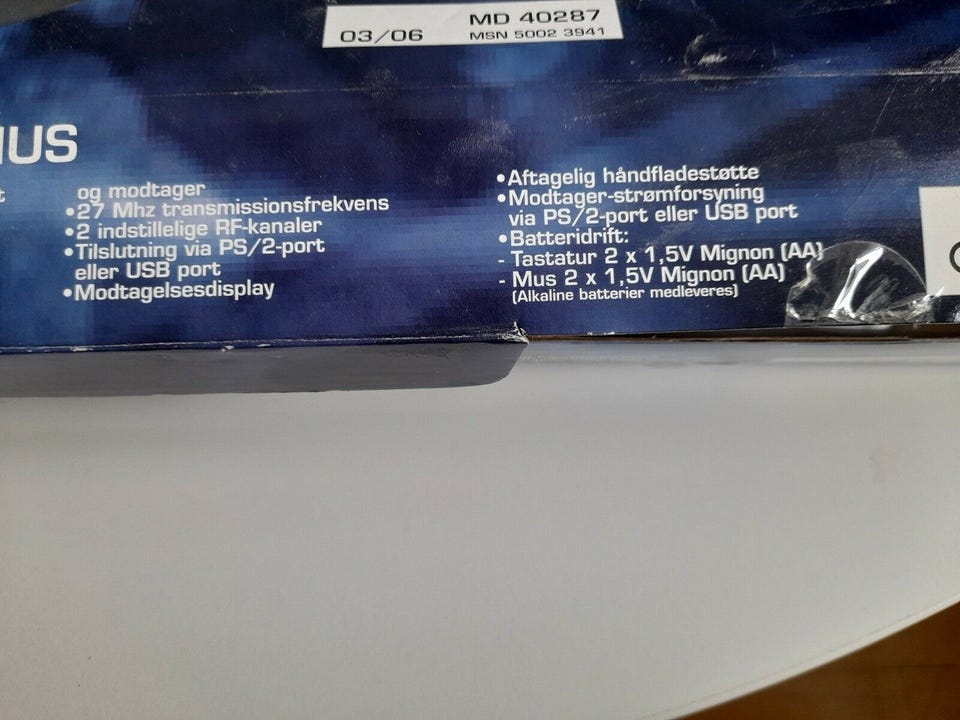 03/06 MD 40287
MSN 5002 3941
US
og modtager
•27 Mhz transmissionsfrekvens
•2 indstillelige RF-kanaler
•Tilslutning via PS/2-port
eller USB port
•Modtagelsesdisplay
•Aftagelig håndfladestøtte
•Modtager-strømforsyning
via PS/2-port eller USB port
•Batteridrift:
- Tastatur 2 x 1,5V Mignon (AA)
- Mus 2 x 1,5V Mignon (AA)
(Alkaline batterier medleveres)